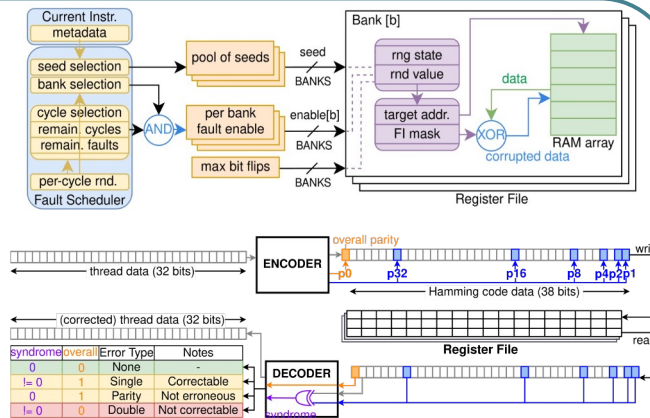 Current Instr.
metadata
seed selection
bank selection
cycle selection
remain. cycles
remain. faults
per-cycle rnd.
Fault Scheduler
AND
pool of seeds
per bank
fault enable
max bit flips
seed
BANKS
enable[b]
BANKS
BANKS
Bank [b]
rng state
rnd value
target addr.
FI mask
XOR
data
corrupted data
RAM array
Register File
thread data (32 bits)
ENCODER
overall parity
p0 p32 p16 p8 p4 p2 p1
Hamming code data (38 bits)
(corrected) thread data (32 bits)
Register File
syndrome overall Error Type Notes
0 0 None -
!= 0 1 Single Correctable
0 1 Parity Not erroneous
!= 0 0 Double Not correctable
DECODER
syndrome